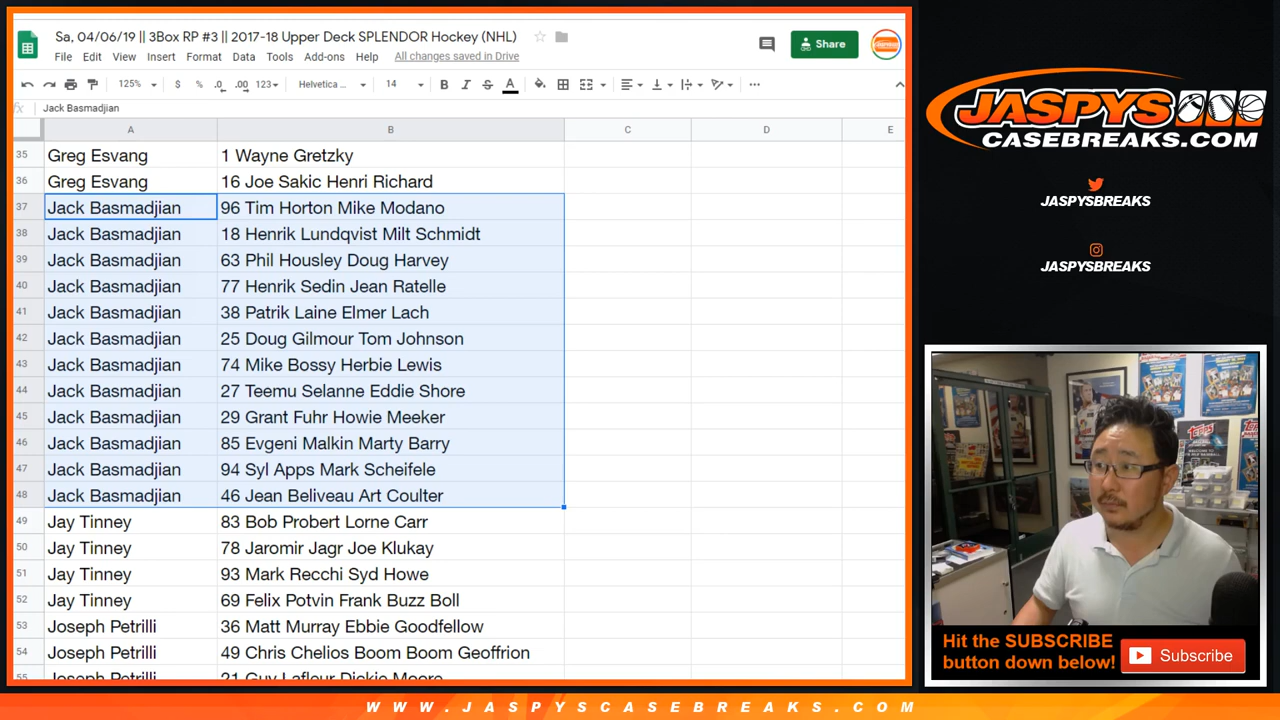 Sa, 04/06/19 || 3Box RP #3 || 2017-18 Upper Deck SPLENDOR Hockey (NHL)
File Edit View Insert Format Data Tools Add-ons Help All changes saved in Drive
Share
125% $ % .0 .00 123 Helvetica ... 14 B I S A
fx Jack Basmadjian
A B C D E
35 Greg Esvang 1 Wayne Gretzky
36 Greg Esvang 16 Joe Sakic Henri Richard
37 Jack Basmadjian 96 Tim Horton Mike Modano
38 Jack Basmadjian 18 Henrik Lundqvist Milt Schmidt
39 Jack Basmadjian 63 Phil Housley Doug Harvey
40 Jack Basmadjian 77 Henrik Sedin Jean Ratelle
41 Jack Basmadjian 38 Patrik Laine Elmer Lach
42 Jack Basmadjian 25 Doug Gilmour Tom Johnson
43 Jack Basmadjian 74 Mike Bossy Herbie Lewis
44 Jack Basmadjian 27 Teemu Selanne Eddie Shore
45 Jack Basmadjian 29 Grant Fuhr Howie Meeker
46 Jack Basmadjian 85 Evgeni Malkin Marty Barry
47 Jack Basmadjian 94 Syl Apps Mark Scheifele
48 Jack Basmadjian 46 Jean Beliveau Art Coulter
49 Jay Tinney 83 Bob Probert Lorne Carr
50 Jay Tinney 78 Jaromir Jagr Joe Klukay
51 Jay Tinney 93 Mark Recchi Syd Howe
52 Jay Tinney 69 Felix Potvin Frank Buzz Boll
53 Joseph Petrilli 36 Matt Murray Ebbie Goodfellow
54 Joseph Petrilli 49 Chris Chelios Boom Boom Geoffrion
55 Joseph Petrilli 21 Guy Lafleur Dickie Moore
JASPYS
CASEBREAKS.COM
JASPYSBREAKS
JASPYSBREAKS
TOPPS
Hit the SUBSCRIBE
button down below!
Subscribe
WWW.JASPYSCASEBREAKS.COM